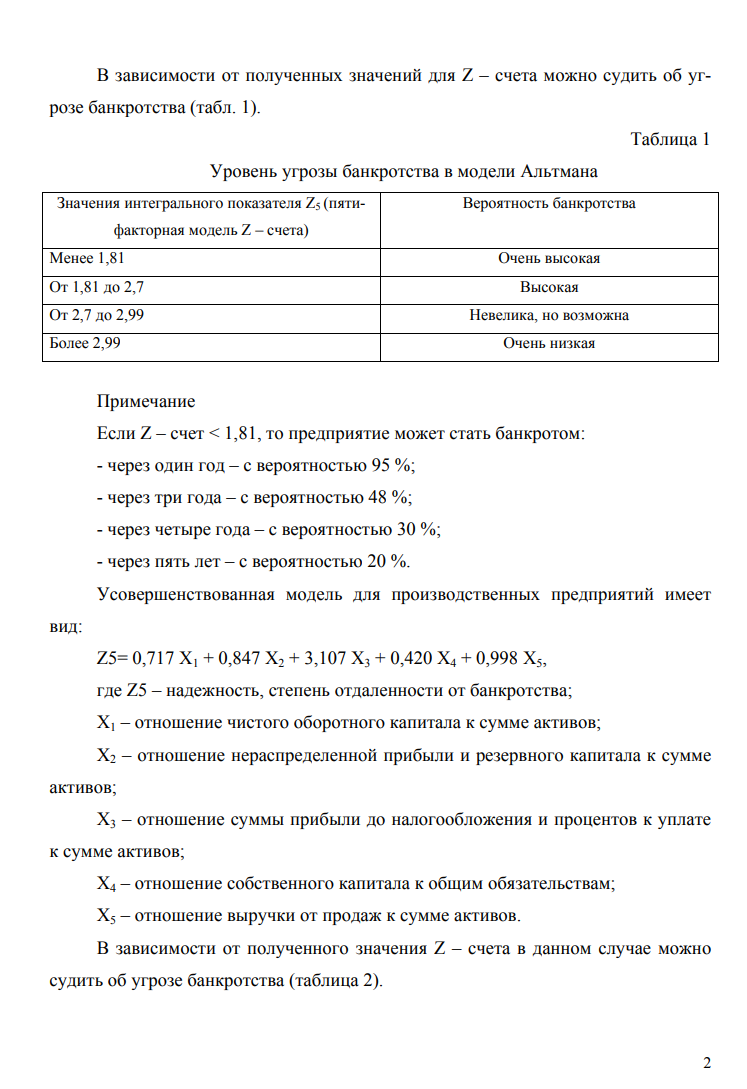 В зависимости от полученных значений для Z – счета можно судить об уг-
розе банкротства (табл. 1).
Таблица 1
Уровень угрозы банкротства в модели Альтмана
Значения интегрального показателя Z5 (пяти-
факторная модель Z – счета)
Вероятность банкротства
Менее 1,81
Очень высокая
От 1,81 до 2,7
Высокая
От 2,7 до 2,99
Невелика, но возможна
Более 2,99
Очень низкая
Примечание
Если Z – счет < 1,81, то предприятие может стать банкротом:
- через один год – с вероятностью 95 %;
- через три года – с вероятностью 48 %;
- через четыре года – с вероятностью 30 %;
- через пять лет – с вероятностью 20 %.
Усовершенствованная модель для производственных предприятий имеет
вид:
Z5= 0,717 X1 + 0,847 X2 + 3,107 X3 + 0,420 X4 + 0,998 X5,
где Z5 – надежность, степень отдаленности от банкротства;
X1 – отношение чистого оборотного капитала к сумме активов;
X2 – отношение нераспределенной прибыли и резервного капитала к сумме
активов;
X3 – отношение суммы прибыли до налогообложения и процентов к уплате
к сумме активов;
X4 – отношение собственного капитала к общим обязательствам;
X5 – отношение выручки от продаж к сумме активов.
В зависимости от полученного значения Z – счета в данном случае можно
судить об угрозе банкротства (таблица 2).
2